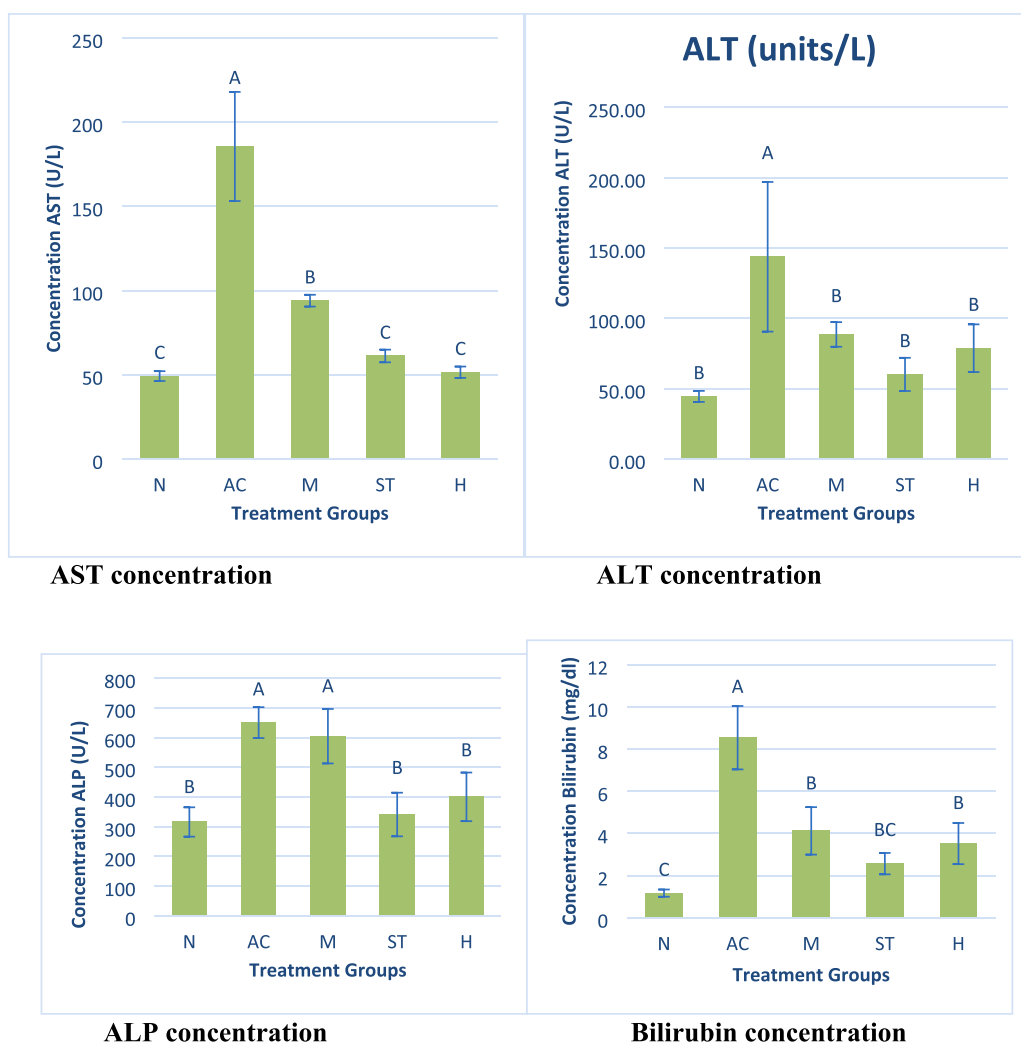 250
200
150
100
50
0
Concentration AST (U/L)
A
B
C
C
C
N AC M ST H
Treatment Groups
AST concentration
ALT (units/L)
250.00
200.00
150.00
100.00
50.00
0.00
Concentration ALT (U/L)
A
B
B
B
B
N AC M ST H
Treatment Groups
ALT concentration
800
700
600
500
400
300
200
100
0
Concentration ALP (U/L)
A A
B B B
N AC M ST H
Treatment Groups
ALP concentration
12
10
8
6
4
2
0
Concentration Bilirubin (mg/dl)
A
B
B
BC
C
N AC M ST H
Treatment Groups
Bilirubin concentration